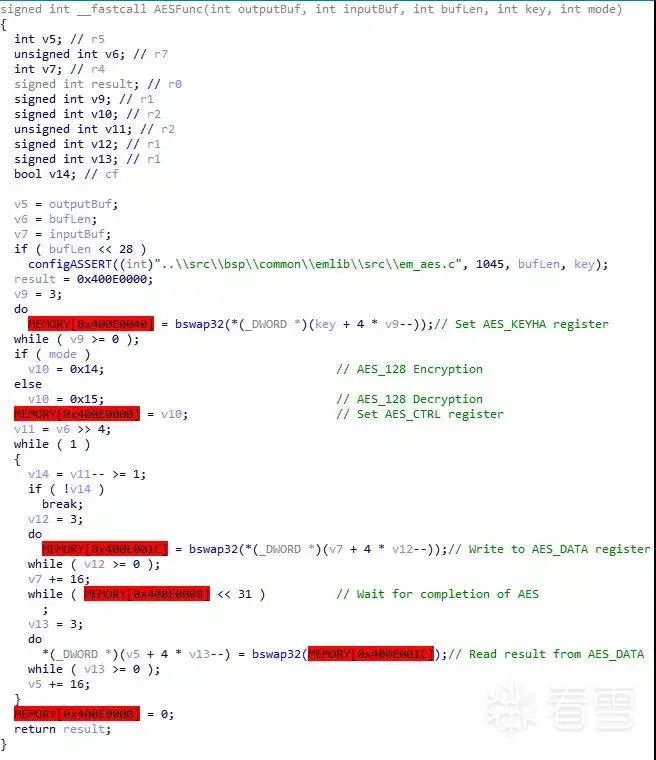 signed int __fastcall AESFunc(int outputBuf, int inputBuf, int bufLen, int key, int mode)
{
  int v5; // r5
  unsigned int v6; // r7
  int v7; // r4
  signed int result; // r0
  signed int v9; // r1
  signed int v10; // r2
  unsigned int v11; // r2
  signed int v12; // r1
  signed int v13; // r1
  bool v14; // cf

  v5 = outputBuf;
  v6 = bufLen;
  v7 = inputBuf;
  if ( bufLen << 28 )
    configASSERT((int)"..\\src\\bsp\\common\\emlib\\src\\em_aes.c", 1045, bufLen, key);
  result = 0x400E0000;
  v9 = 3;
  do
    MEMORY[0x400E0040] = bswap32(*(_DWORD *)(key + 4 * v9--));// Set AES_KEYHA register
  while ( v9 >= 0 );
  if ( mode )
    v10 = 0x14;                                 // AES_128 Encryption
  else
    v10 = 0x15;                                 // AES_128 Decryption
  MEMORY[0x400E0000] = v10;                     // Set AES_CTRL register
  v11 = v6 >> 4;
  while ( 1 )
  {
    v14 = v11-- >= 1;
    if ( !v14 )
      break;
    v12 = 3;
    do
      MEMORY[0x400E001C] = bswap32(*(_DWORD *)(v7 + 4 * v12--));// Write to AES_DATA register
    while ( v12 >= 0 );
    v7 += 16;
    while ( MEMORY[0x400E0008] << 31 )          // Wait for completion of AES
      ;
    v13 = 3;
    do
      *(_DWORD *)(v5 + 4 * v13--) = bswap32(MEMORY[0x400E001C]);// Read result from AES_DATA
    while ( v13 >= 0 );
    v5 += 16;
  }
  MEMORY[0x400E0000] = 0;
  return result;
}
看雪